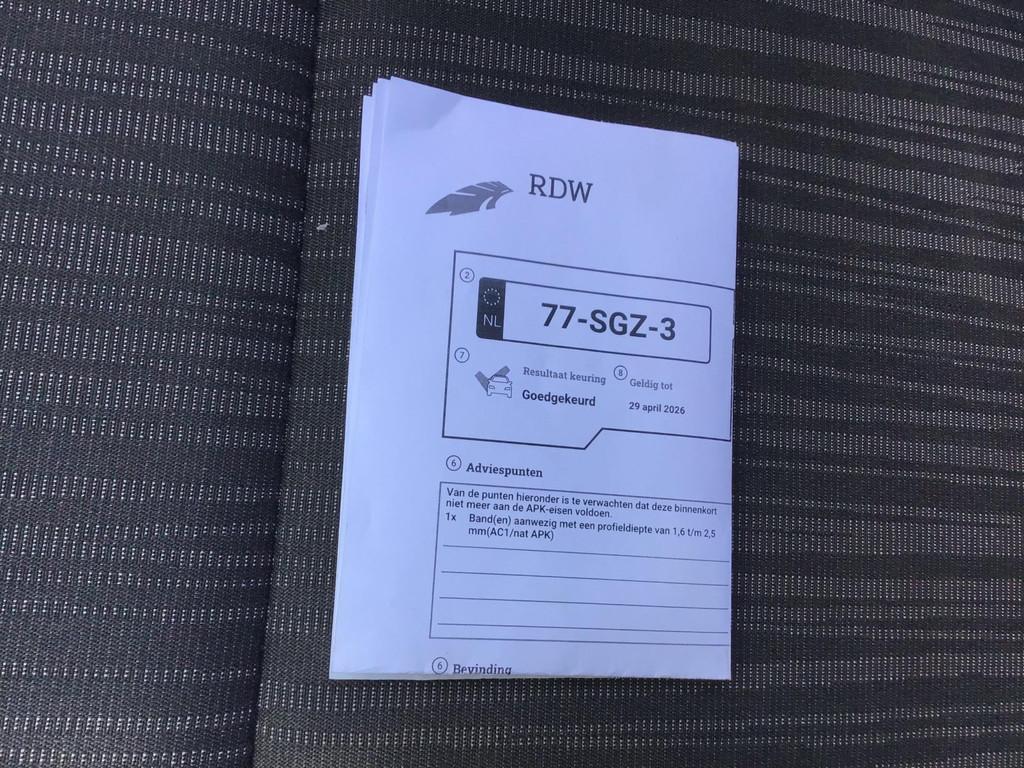 RDW
2
NL
77-SGZ-3
7
Resultaat keuring
8
Geldig tot
Goedgekeurd
29 april 2026
6 Adviespunten
Van de punten hieronder is te verwachten dat deze binnenkort
niet meer aan de APK-eisen voldoen.
1x Band(en) aanwezig met een profieldiepte van 1,6 t/m 2,5
mm(AC1/nat APK)
6 Bevinding